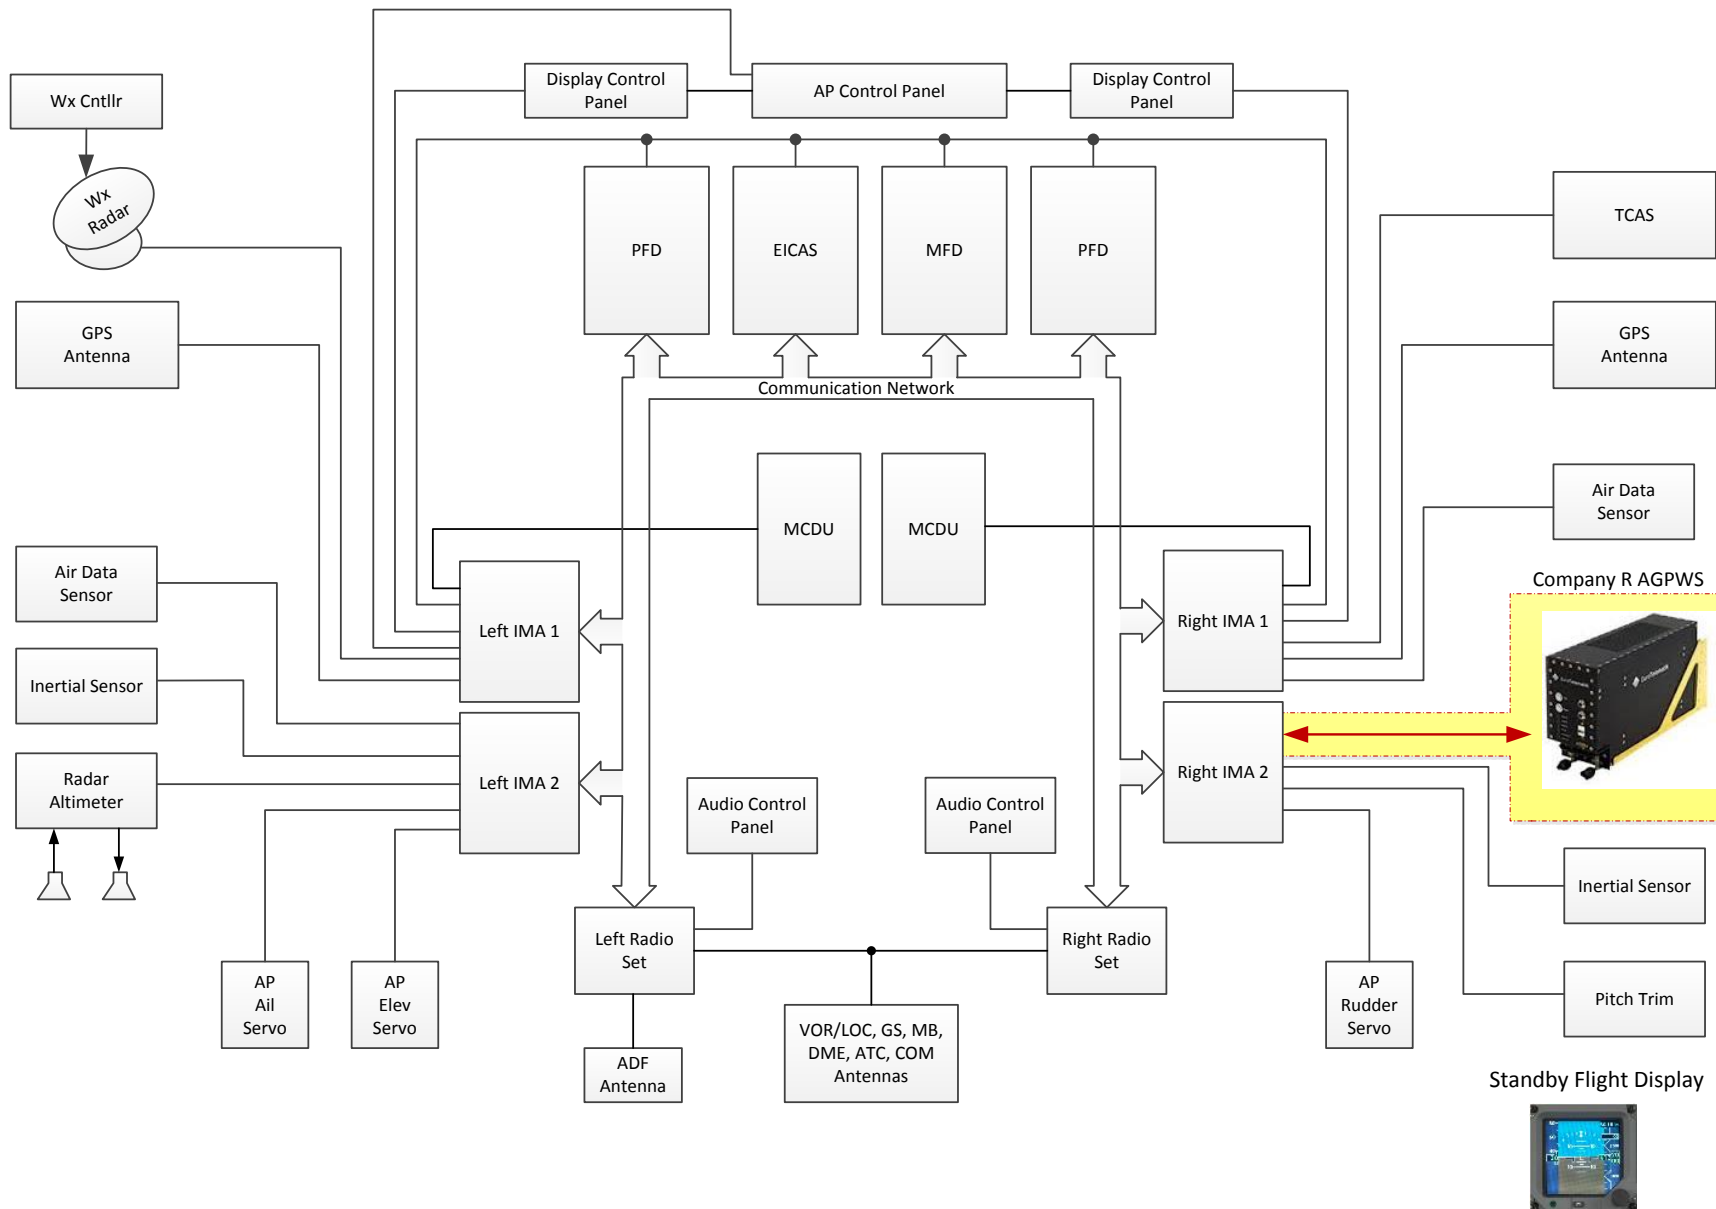 Wx Cntllr
Wx
Radar
GPS
Antenna
Air Data
Sensor
Inertial Sensor
Radar
Altimeter
Display Control
Panel
AP Control Panel
Display Control
Panel
PFD
EICAS
MFD
PFD
Communication Network
MCDU
MCDU
Left IMA 1
Left IMA 2
Right IMA 1
Right IMA 2
Audio Control
Panel
Audio Control
Panel
Left Radio
Set
Right Radio
Set
AP
Ail
Servo
AP
Elev
Servo
ADF
Antenna
VOR/LOC, GS, MB,
DME, ATC, COM
Antennas
AP
Rudder
Servo
TCAS
GPS
Antenna
Air Data
Sensor
Company R AGPWS
Inertial Sensor
Pitch Trim
Standby Flight Display